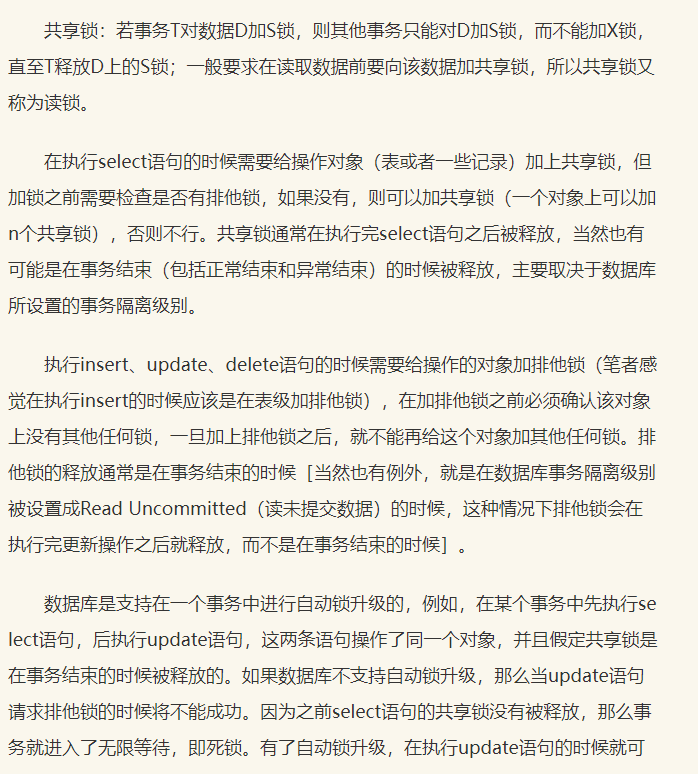 共享锁：若事务T对数据D加S锁，则其他事务只能对D加S锁，而不能加X锁，
直至T释放D上的S锁；一般要求在读取数据前要向该数据加共享锁，所以共享锁又
称为读锁。
在执行select语句的时候需要给操作对象（表或者一些记录）加上共享锁，但
加锁之前需要检查是否有排他锁，如果没有，则可以加共享锁（一个对象上可以加
n个共享锁），否则不行。共享锁通常在执行完select语句之后被释放，当然也有
可能是在事务结束（包括正常结束和异常结束）的时候被释放，主要取决于数据库
所设置的事务隔离级别。
执行insert、update、delete语句的时候需要给操作的对象加排他锁（笔者感
觉在执行insert的时候应该是在表级加排他锁），在加排他锁之前必须确认该对象
上没有其他任何锁，一旦加上排他锁之后，就不能再给这个对象加其他任何锁。排
他锁的释放通常是在事务结束的时候［当然也有例外，就是在数据库事务隔离级别
被设置成Read Uncommitted（读未提交数据）的时候，这种情况下排他锁会在
执行完更新操作之后就释放，而不是在事务结束的时候］。
数据库是支持在一个事务中进行自动锁升级的，例如，在某个事务中先执行se
lect语句，后执行update语句，这两条语句操作了同一个对象，并且假定共享锁是
在事务结束的时候被释放的。如果数据库不支持自动锁升级，那么当update语句
请求排他锁的时候将不能成功。因为之前select语句的共享锁没有被释放，那么事
务就进入了无限等待，即死锁。有了自动锁升级，在执行update语句的时候就可